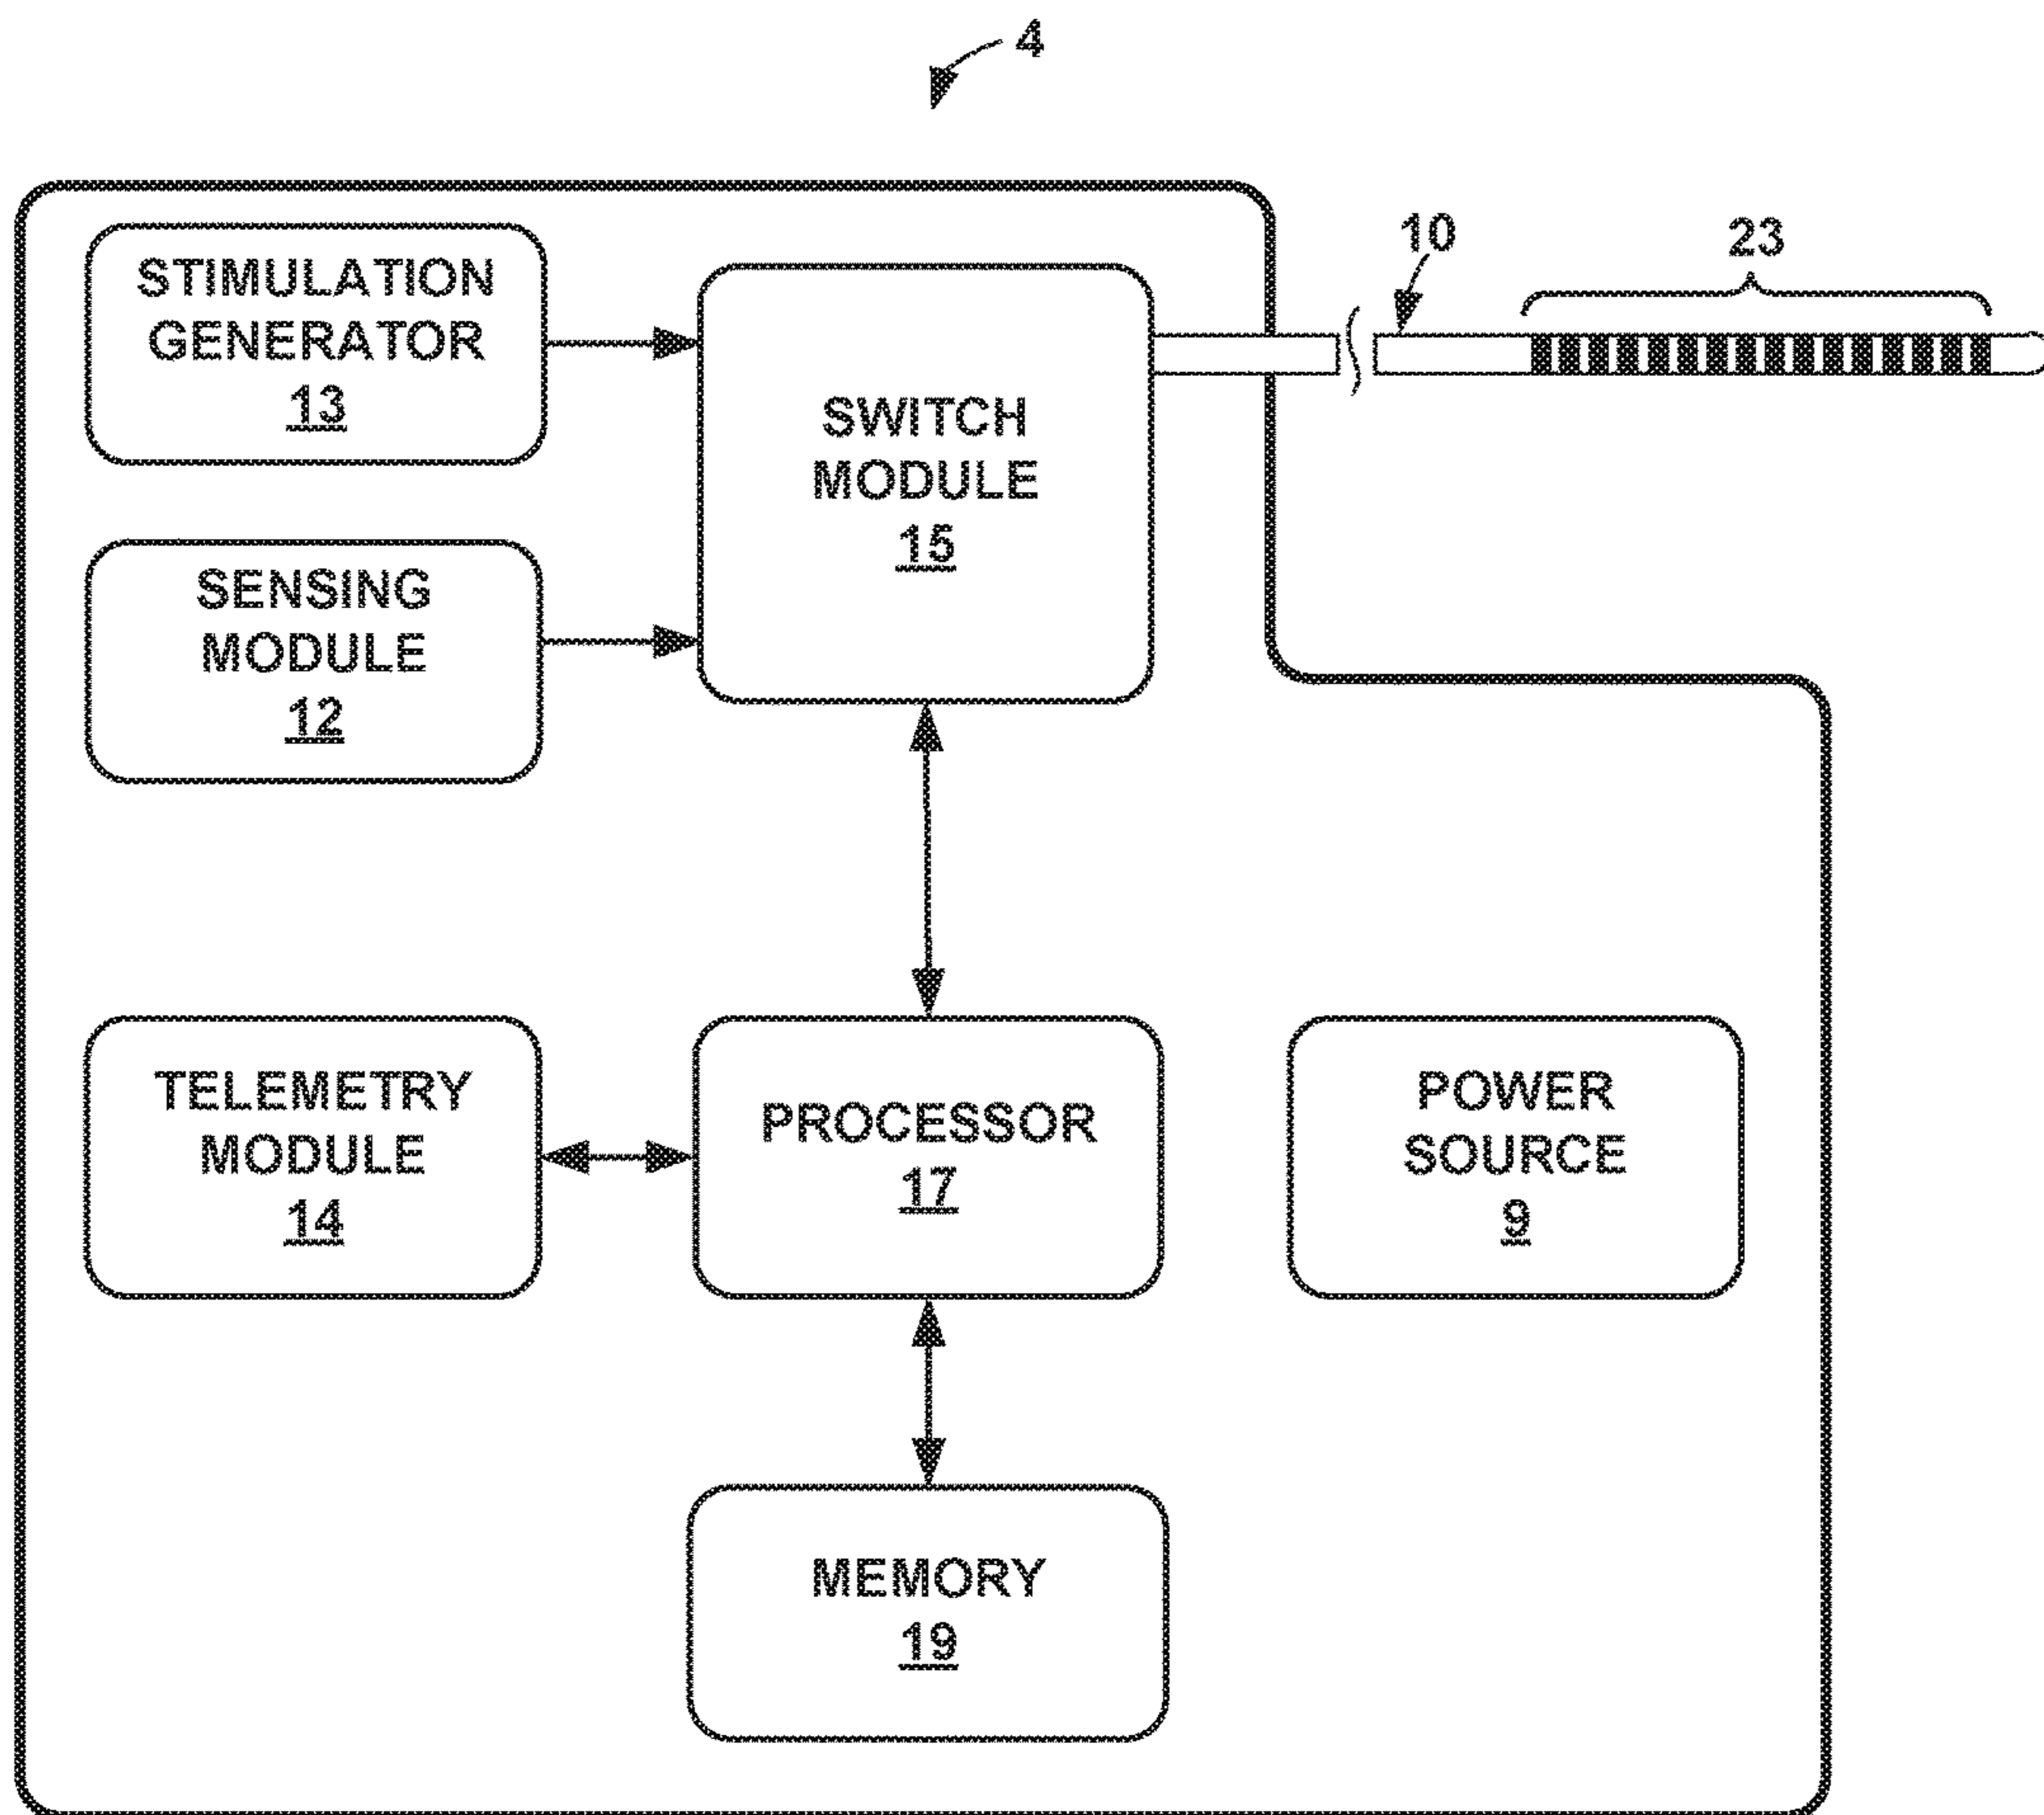 4
10
23
STIMULATION
GENERATOR
13
SWITCH
MODULE
15
SENSING
MODULE
12
TELEMETRY
MODULE
14
PROCESSOR
17
POWER
SOURCE
9
MEMORY
19